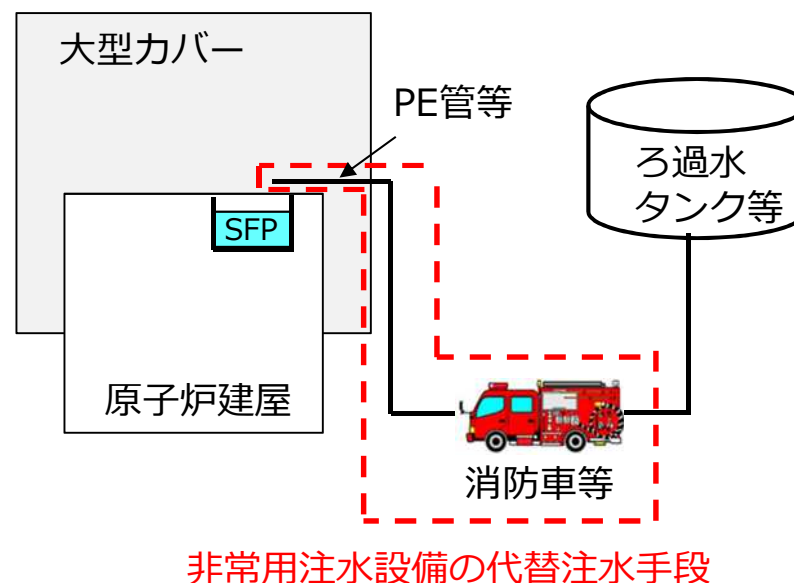 大型カバー
PE管等
ろ過水
タンク等
SFP
原子炉建屋
消防車等
非常用注水設備の代替注水手段